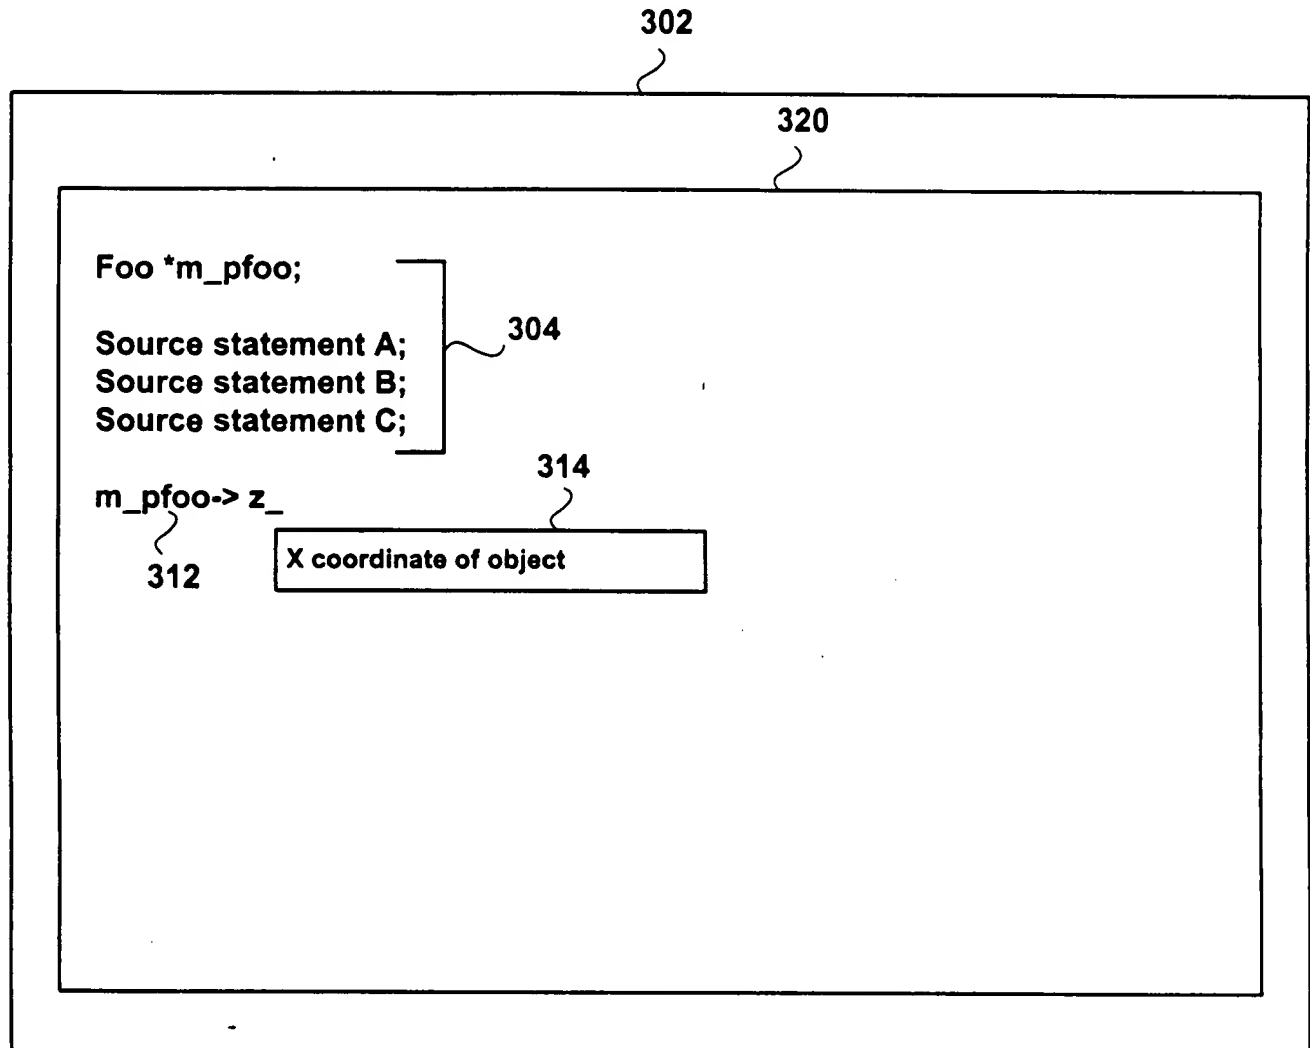 302
320
Foo *m_pfoo;
Source statement A;
304
Source statement B;
Source statement C;
314
m_pfoo-> z_
312
X coordinate of object